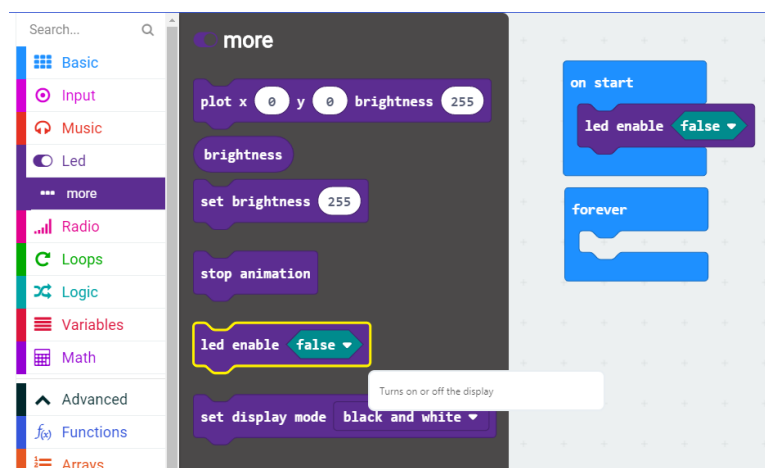 Search...
Basic
Input
Music
Led
more
Radio
Loops
Logic
Variables
Math
Advanced
f(x) Functions
Arrays
more
plot x 0 y 0 brightness 255
brightness
set brightness 255
stop animation
led enable false
Turns on or off the display
set display mode black and white
on start
led enable false
forever